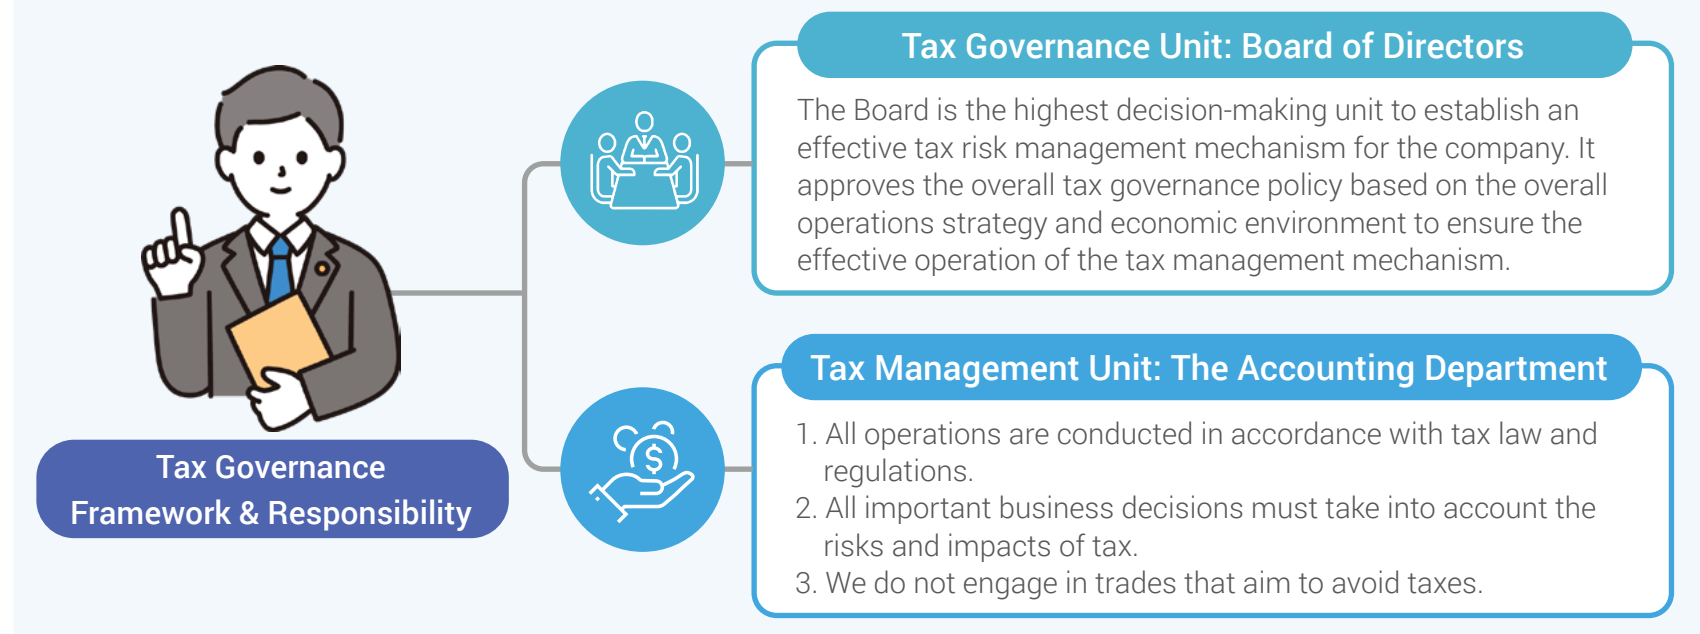 Tax Governance Unit: Board of Directors
The Board is the highest decision-making unit to establish an
effective tax risk management mechanism for the company. It
approves the overall tax governance policy based on the overall
operations strategy and economic environment to ensure the
effective operation of the tax management mechanism.
Tax Governance
Framework & Responsibility
Tax Management Unit: The Accounting Department
1. All operations are conducted in accordance with tax law and
regulations.
2. All important business decisions must take into account the
risks and impacts of tax.
3. We do not engage in trades that aim to avoid taxes.
$